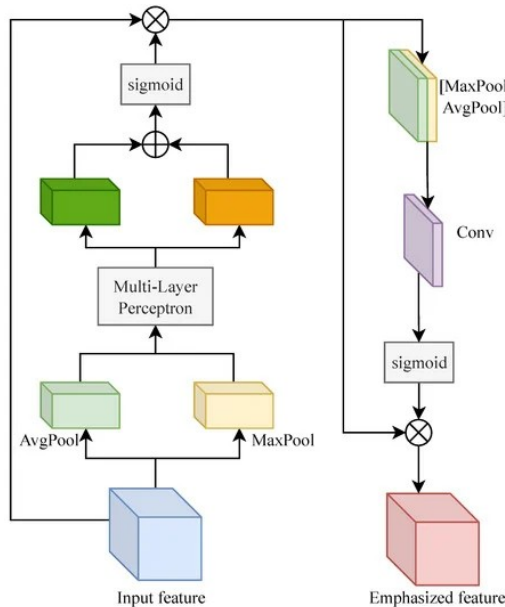 sigmoid
[MaxPool
AvgPool]
Conv
Multi-Layer
Perceptron
sigmoid
AvgPool
MaxPool
Input feature
Emphasized feature